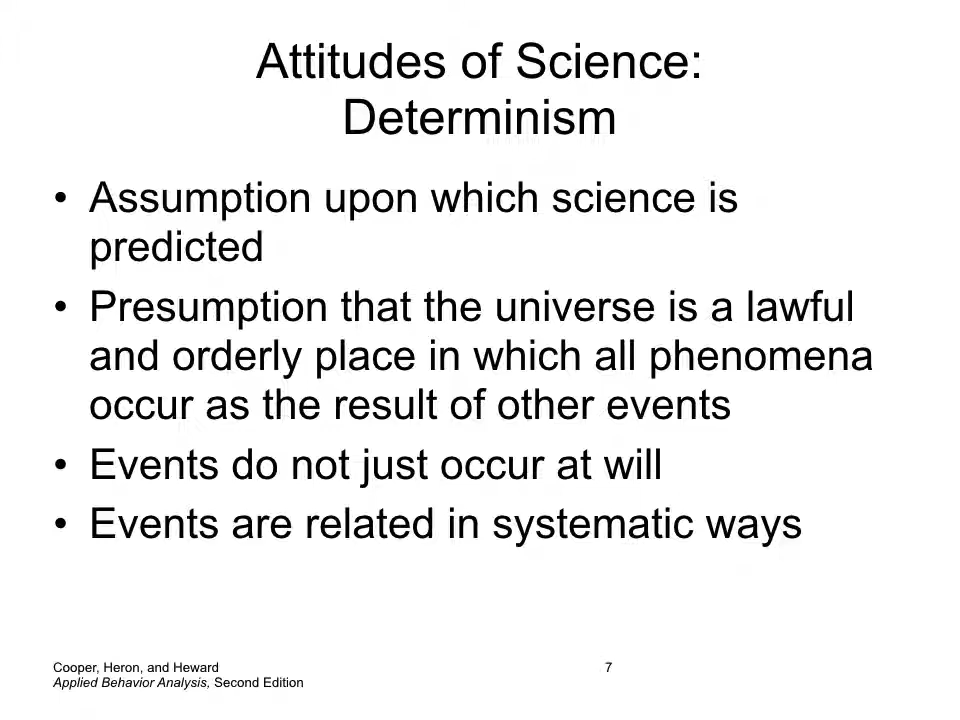 Attitudes of Science:
Determinism
• Assumption upon which science is
predicted
• Presumption that the universe is a lawful
and orderly place in which all phenomena
occur as the result of other events
• Events do not just occur at will
• Events are related in systematic ways
Cooper, Heron, and Heward
Applied Behavior Analysis, Second Edition
7